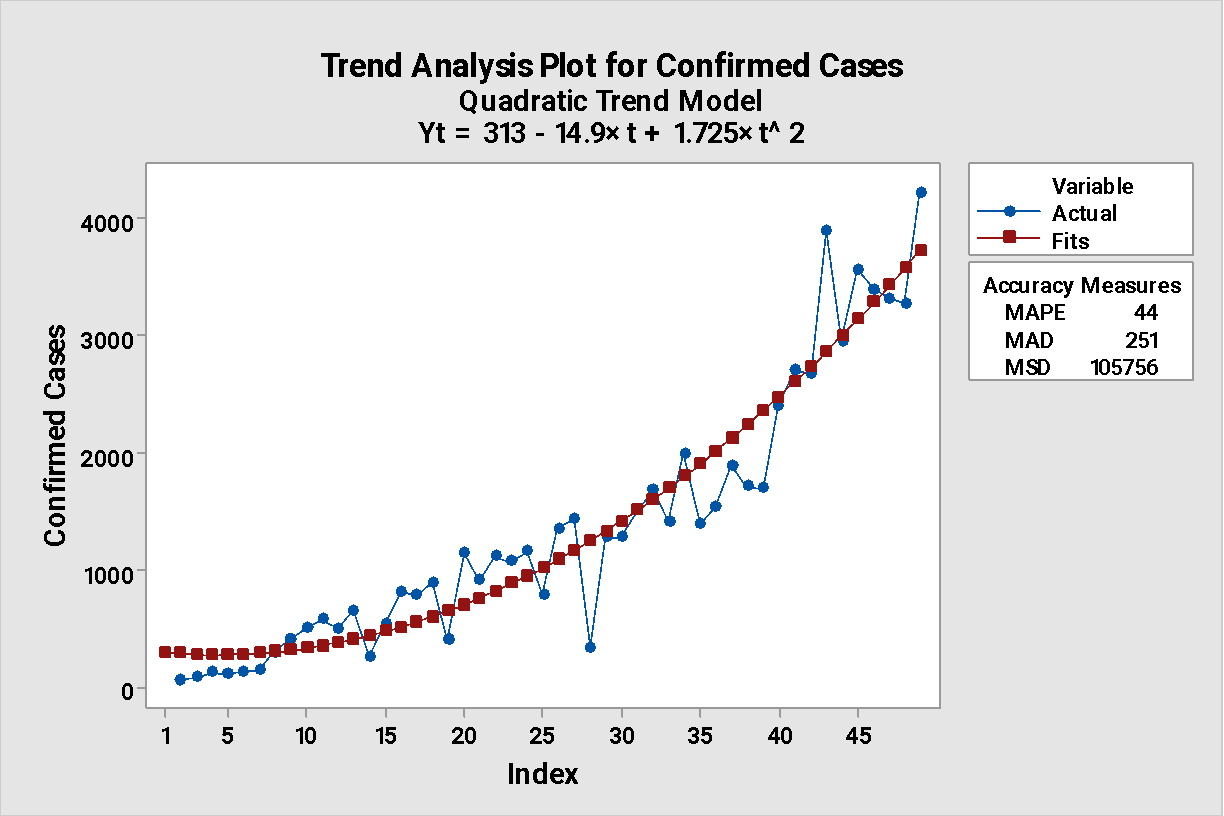 Trend Analysis Plot for Confirmed Cases
Quadratic Trend Model
Yt = 313 - 14.9× t + 1.725× t^ 2
Variable
Actual
Fits
Accuracy Measures
MAPE 44
MAD 251
MSD 105756
Confirmed Cases
4000
3000
2000
1000
0
1 5 10 15 20 25 30 35 40 45
Index